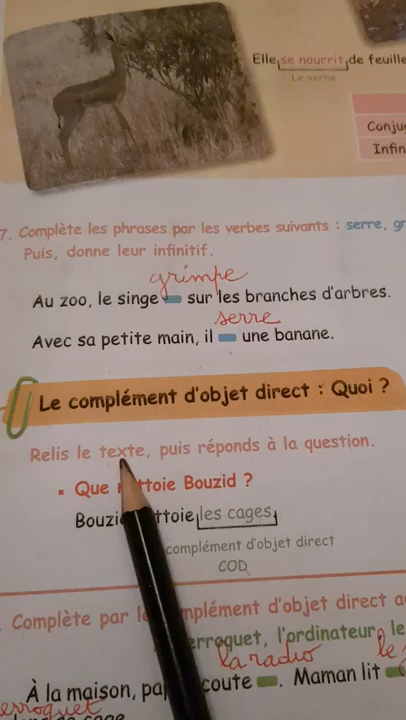 Elle se nourrit de feuille
Le verbe
Conju
Infin
7. Complète les phrases par les verbes suivants : serre, gr
Puis, donne leur infinitif.
grimpe
Au zoo, le singe sur les branches d'arbres.
serre
Avec sa petite main, il une banane.
Le complément d'objet direct : Quoi ?
Relis le texte, puis réponds à la question.
Que ttoie Bouzid ?
Bouzi ttoie les cages
complément d'objet direct
COD
Complète par le mplément d'objet direct a
erroquet, l'ordinateur, le
la radio le
À la maison, pa coute . Maman lit
erroquet